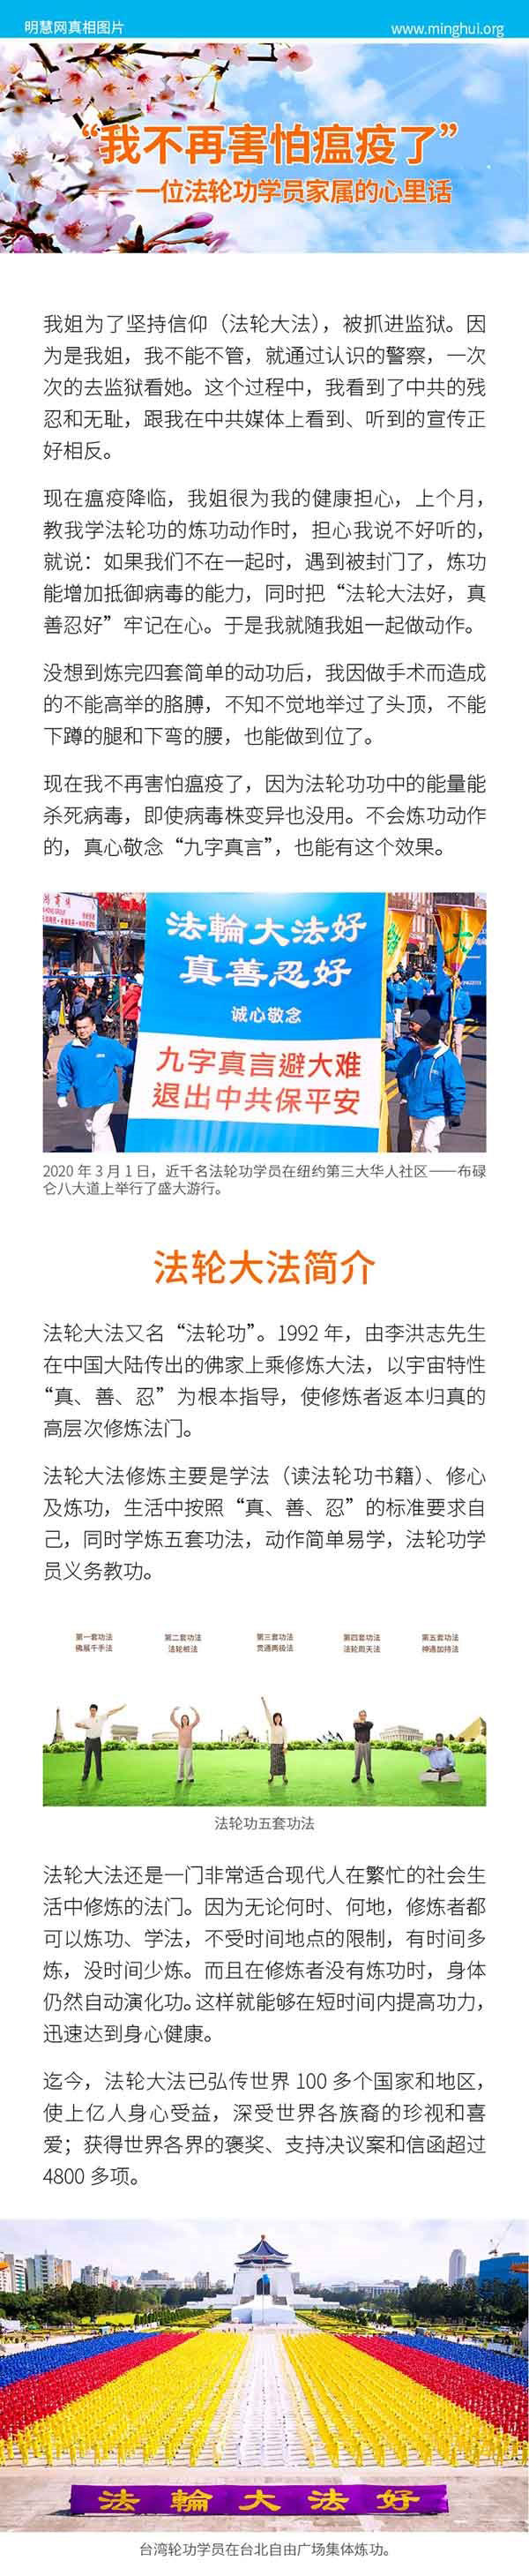 明慧网真相图片
www.minghui.org
“我不再害怕瘟疫了”
——一位法轮功学员家属的心里话
我姐为了坚持信仰（法轮大法），被抓进监狱。因
为是我姐，我不能不管，就通过认识的警察，一次
次的去监狱看她。这个过程中，我看到了中共的残
忍和无耻，跟我在中共媒体上看到、听到的宣传正
好相反。
现在瘟疫降临，我姐很为我的健康担心，上个月，
教我学法轮功的炼功动作时，担心我说不好听的，
就说：如果我们不在一起时，遇到被封门了，炼功
能增加抵御病毒的能力，同时把“法轮大法好，真
善忍好”牢记在心。于是我就随我姐一起做动作。
没想到炼完四套简单的动功后，我因做手术而造成
的不能高举的胳膊，不知不觉地举过了头顶，不能
下蹲的腿和下弯的腰，也能做到位了。
现在我不再害怕瘟疫了，因为法轮功功中的能量能
杀死病毒，即使病毒株变异也没用。不会炼功动作
的，真心敬念“九字真言”，也能有这个效果。
法輪大法好
真善忍好
诚心敬念
九字真言避大难
退出中共保平安
2020 年 3 月 1 日，近千名法轮功学员在纽约第三大华人社区——布碌
仑八大道上举行了盛大游行。
法轮大法简介
法轮大法又名“法轮功”。1992 年，由李洪志先生
在中国大陆传出的佛家上乘修炼大法，以宇宙特性
“真、善、忍”为根本指导，使修炼者返本归真的
高层次修炼法门。
法轮大法修炼主要是学法（读法轮功书籍）、修心
及炼功，生活中按照“真、善、忍”的标准要求自
己，同时学炼五套功法，动作简单易学，法轮功学
员义务教功。
第一套功法 第二套功法 第三套功法 第四套功法 第五套功法
佛展千手法 法轮桩法 贯通两极法 法轮周天法 神通加持法
法轮功五套功法
法轮大法还是一门非常适合现代人在繁忙的社会生
活中修炼的法门。因为无论何时、何地，修炼者都
可以炼功、学法，不受时间地点的限制，有时间多
炼，没时间少炼。而且在修炼者没有炼功时，身体
仍然自动演化功。这样就能够在短时间内提高功力，
迅速达到身心健康。
迄今，法轮大法已弘传世界 100 多个国家和地区，
使上亿人身心受益，深受世界各族裔的珍视和喜
爱；获得世界各界的褒奖、支持决议案和信函超过
4800 多项。
法輪大法好
台湾轮功学员在台北自由广场集体炼功。